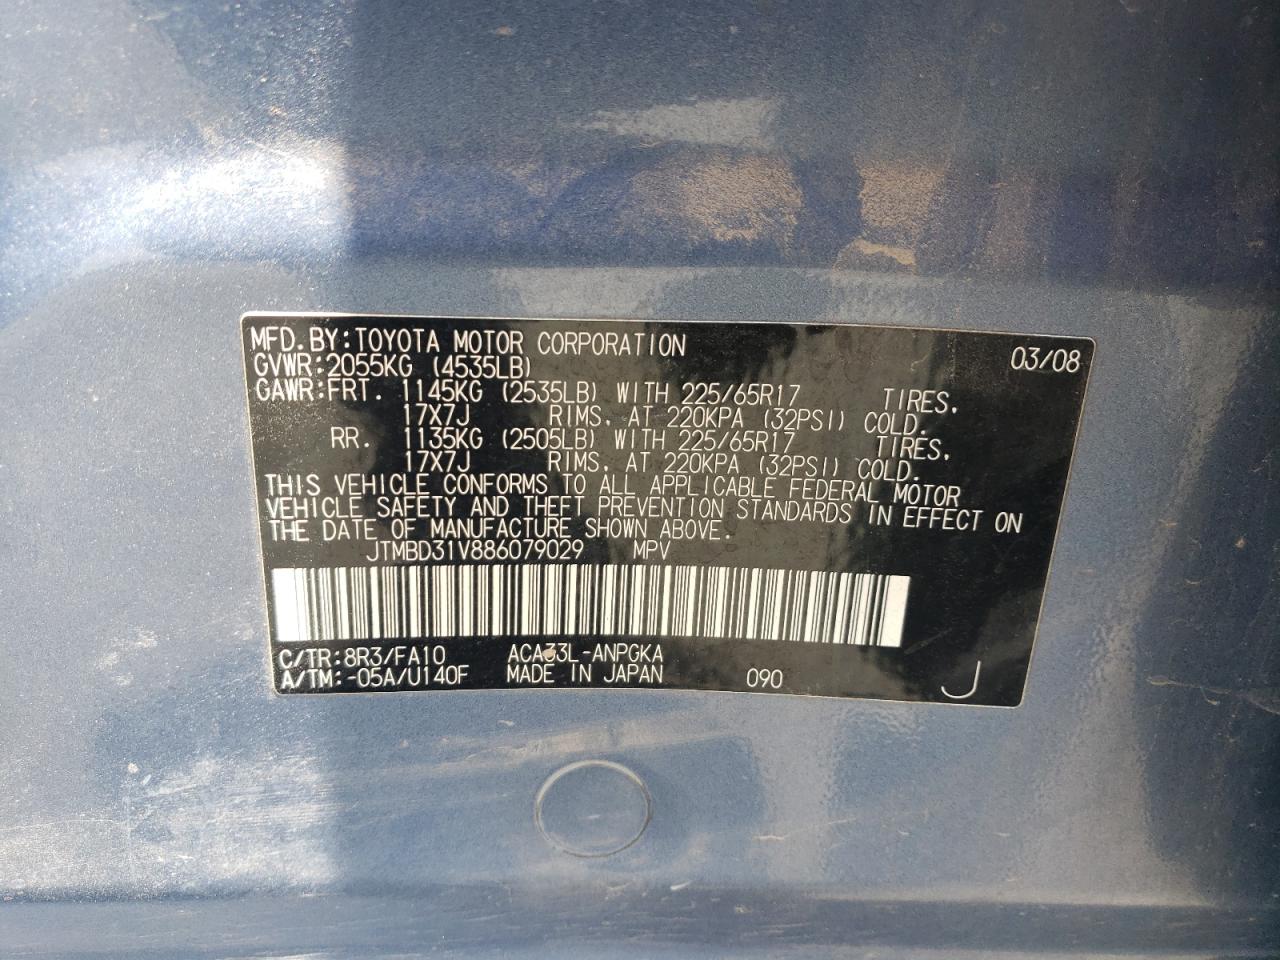 MFD. BY: TOYOTA MOTOR CORPORATION 03/08
GVWR: 2055KG (4535LB)
GAWR: FRT. 1145KG (2535LB) WITH 225/65R17 TIRES,
17X7J RIMS, AT 220KPA (32PSI) COLD.
RR. 1135KG (2505LB) WITH 225/65R17 TIRES,
17X7J RIMS, AT 220KPA (32PSI) COLD.
THIS VEHICLE CONFORMS TO ALL APPLICABLE FEDERAL MOTOR
VEHICLE SAFETY AND THEFT PREVENTION STANDARDS IN EFFECT ON
THE DATE OF MANUFACTURE SHOWN ABOVE.
JTMBD31V886079029 MPV
C/TR: 8R3/FA10 ACA33L-ANPGKA
A/TM: -05A/U140F MADE IN JAPAN 090 J